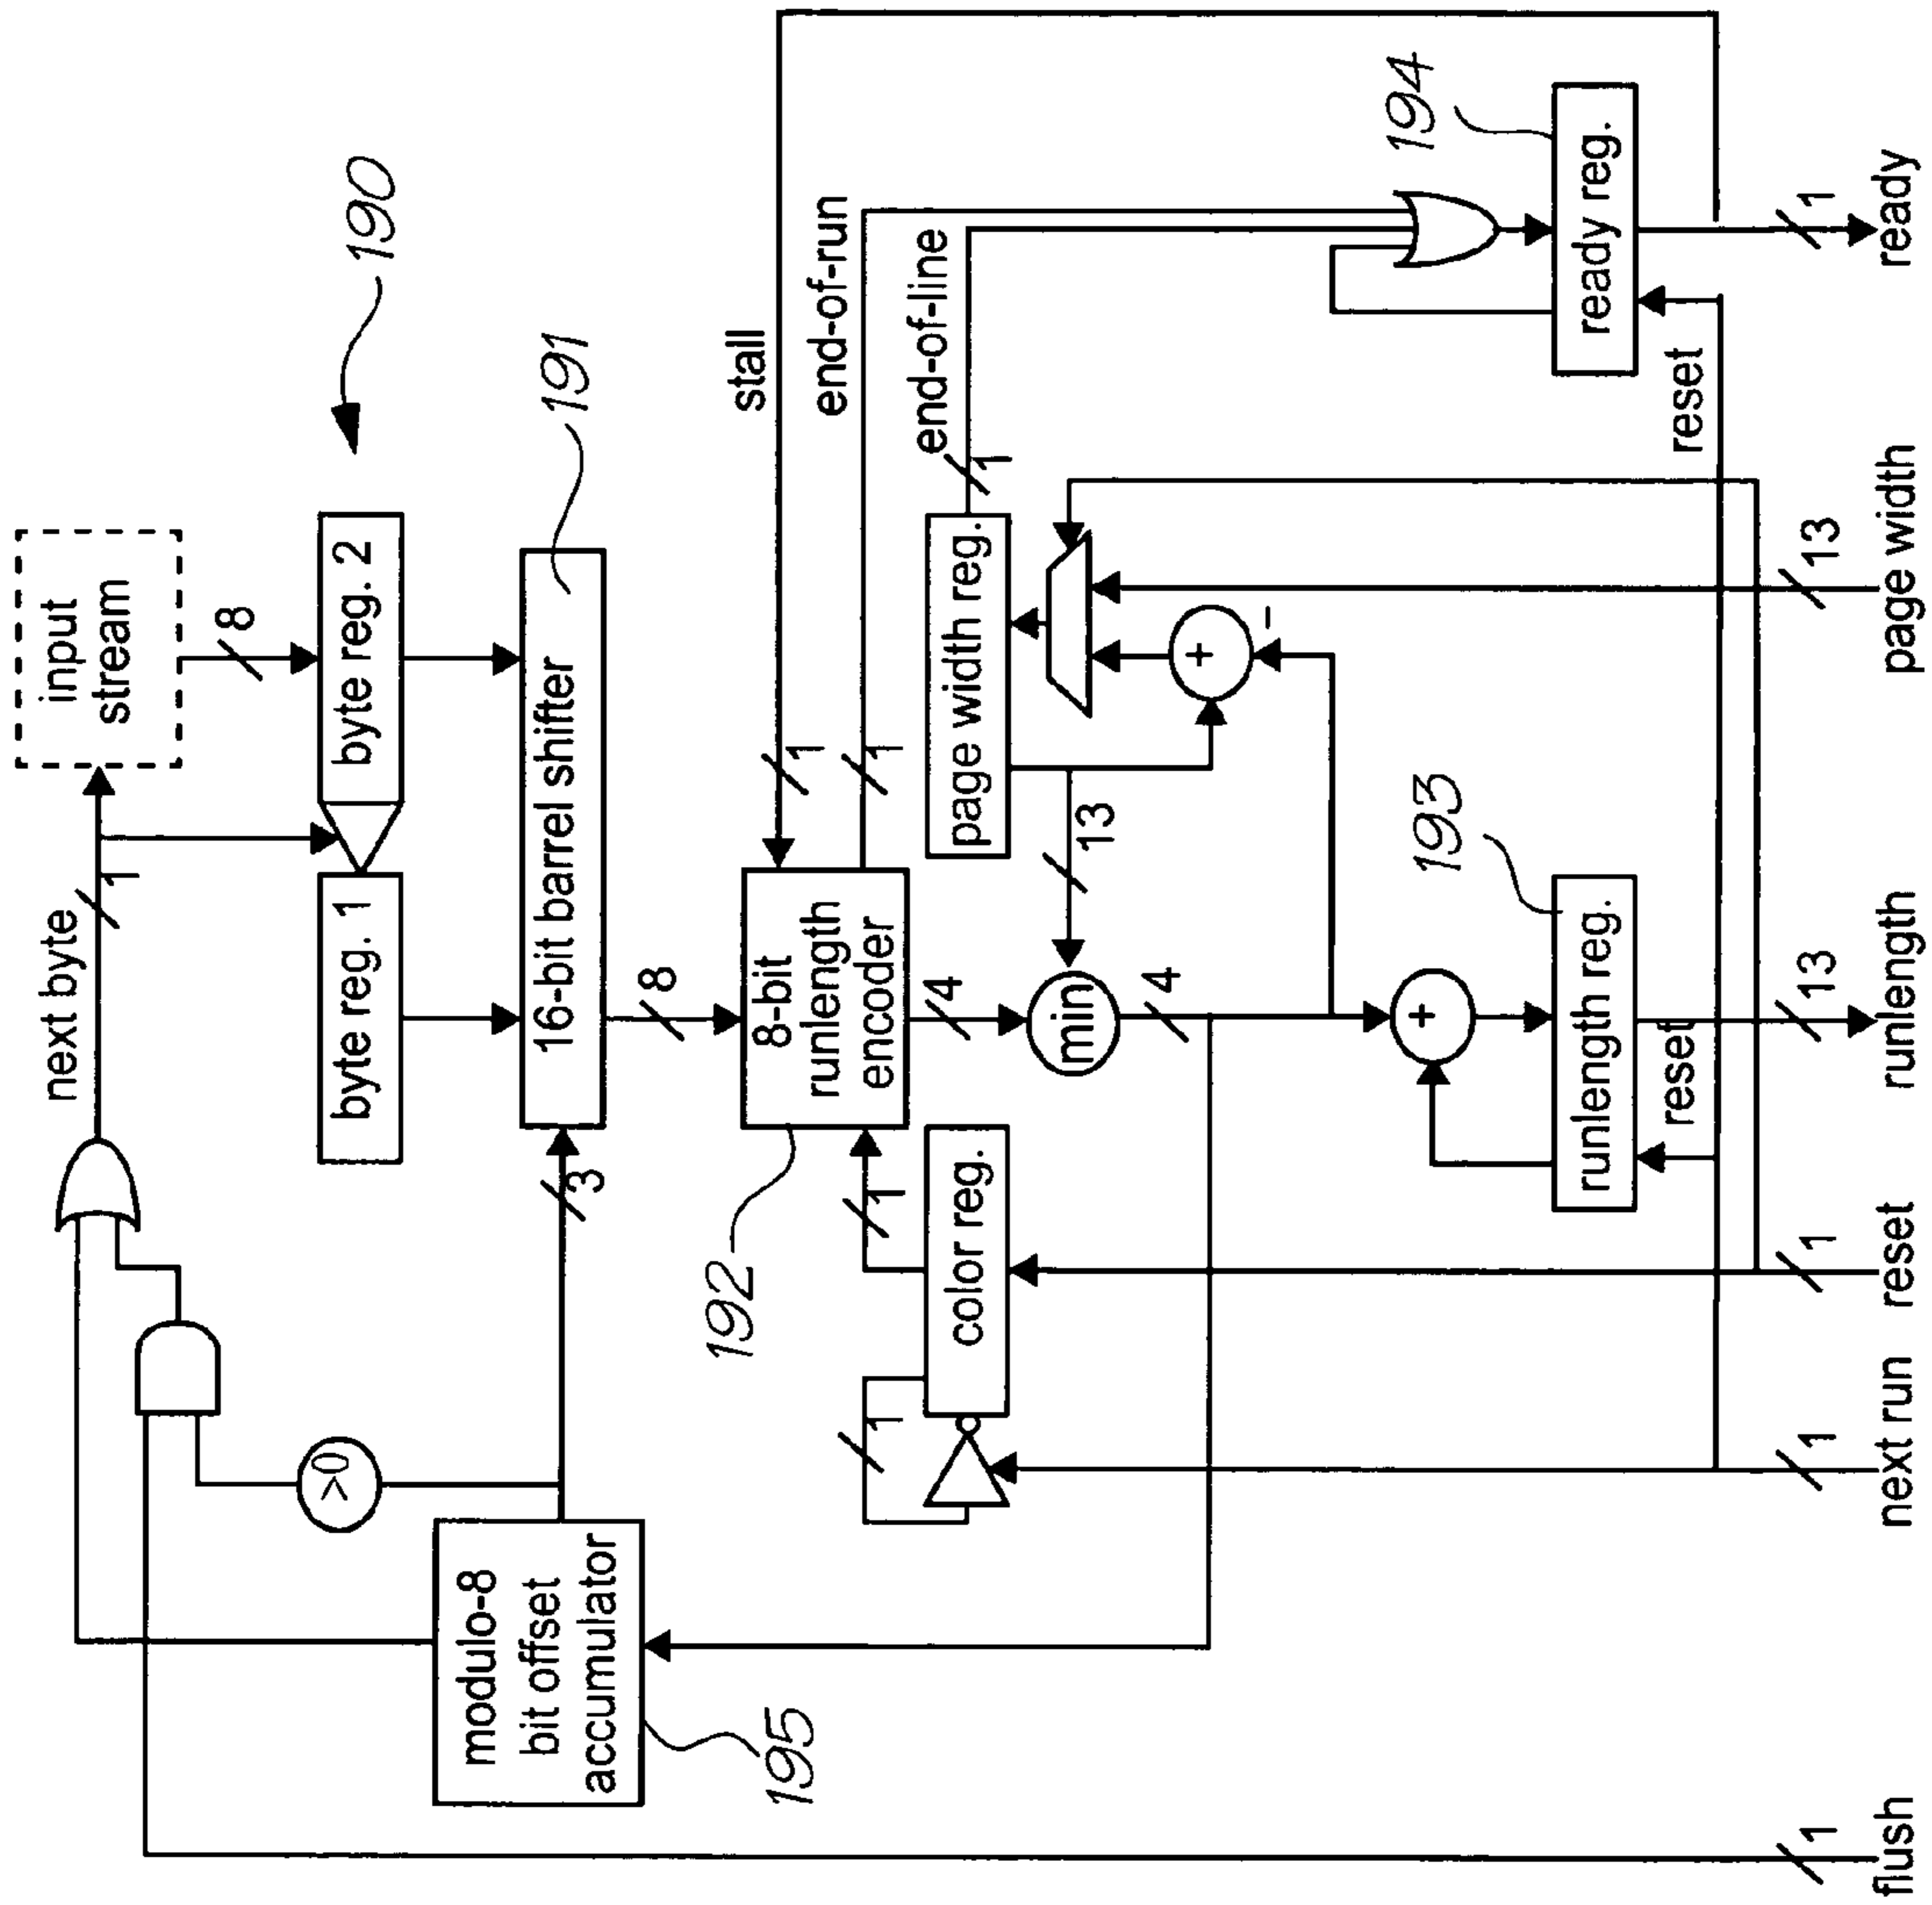 input
stream
8
next byte
1
190
byte reg. 1
byte reg. 2
16-bit barrel shifter
191
3
>0
modulo-8
bit offset
accumulator
195
8
stall
1
end-of-run
1
8-bit
runlength
encoder
192
4
1
color reg.
1
min
4
13
page width reg.
1
end-of-line
+
-
+
193
runlength reg.
reset
194
ready reg.
reset
1
flush
1
next run
1
reset
13
runlength
13
page width
1
ready